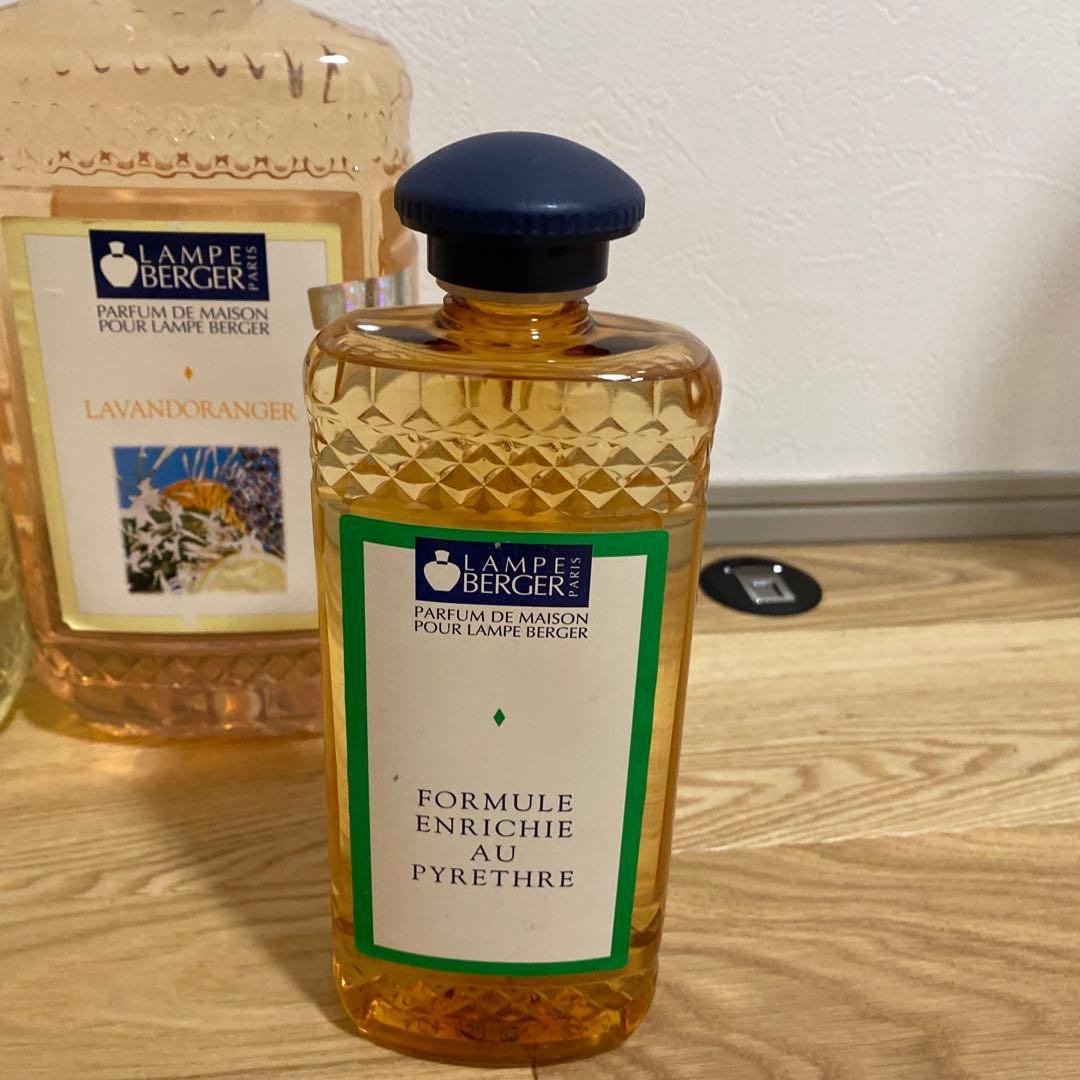 LAMPE
BERGER
PARIS
PARFUM DE MAISON
POUR LAMPE BERGER
LAVANDORANGER
LAMPE
BERGER
PARIS
PARFUM DE MAISON
POUR LAMPE BERGER
FORMULE
ENRICHIE
AU
PYRETHRE